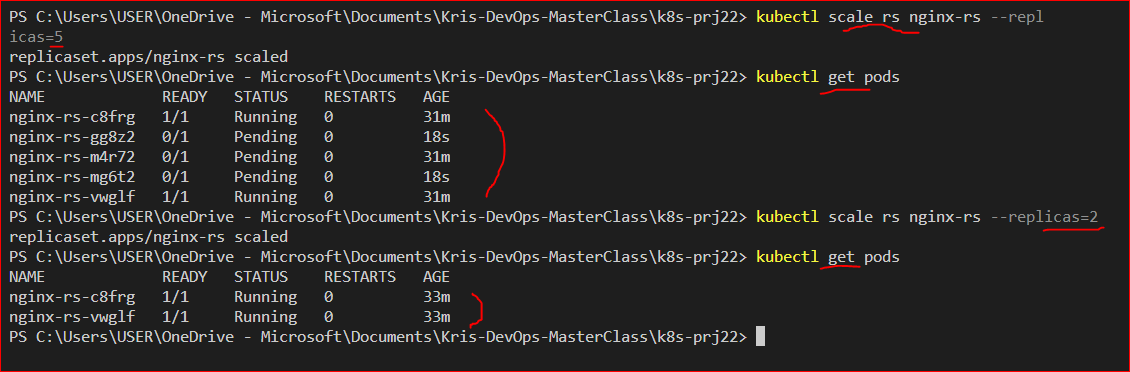 PS C:\Users\USER\OneDrive - Microsoft\Documents\Kris-DevOps-MasterClass\k8s-prj22> kubectl scale rs nginx-rs --repl
icas=5
replicaset.apps/nginx-rs scaled
PS C:\Users\USER\OneDrive - Microsoft\Documents\Kris-DevOps-MasterClass\k8s-prj22> kubectl get pods
NAME             READY   STATUS    RESTARTS   AGE
nginx-rs-c8frg   1/1     Running   0          31m
nginx-rs-gg8z2   0/1     Pending   0          18s
nginx-rs-m4r72   0/1     Pending   0          31m
nginx-rs-mg6t2   0/1     Pending   0          18s
nginx-rs-vwglf   1/1     Running   0          31m
PS C:\Users\USER\OneDrive - Microsoft\Documents\Kris-DevOps-MasterClass\k8s-prj22> kubectl scale rs nginx-rs --replicas=2
replicaset.apps/nginx-rs scaled
PS C:\Users\USER\OneDrive - Microsoft\Documents\Kris-DevOps-MasterClass\k8s-prj22> kubectl get pods
NAME             READY   STATUS    RESTARTS   AGE
nginx-rs-c8frg   1/1     Running   0          33m
nginx-rs-vwglf   1/1     Running   0          33m
PS C:\Users\USER\OneDrive - Microsoft\Documents\Kris-DevOps-MasterClass\k8s-prj22>